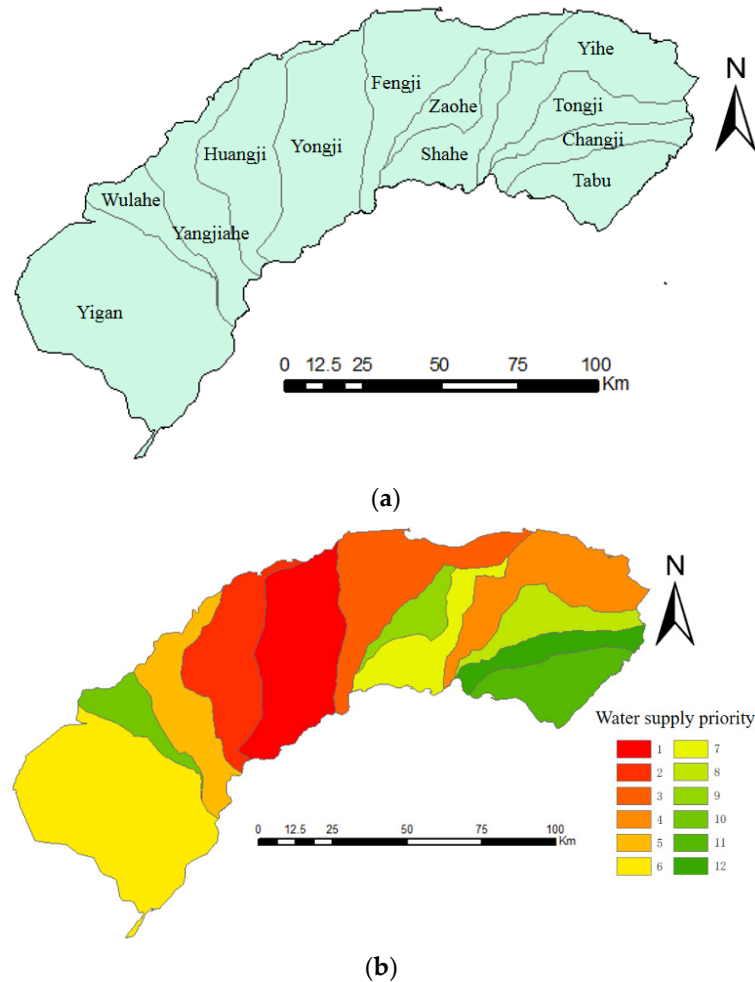 Yihe
N
Fengji
Zaohe
Tongji
Huangji
Yongji
Changji
Shahe
Tabu
Wulahe
Yangjiahe
Yigan
0 12.5 25 50 75 100
Km
(a)
N
Water supply priority
1 7
2 8
3 9
4 10
5 11
6 12
0 12.5 25 50 75 100
Km
(b)